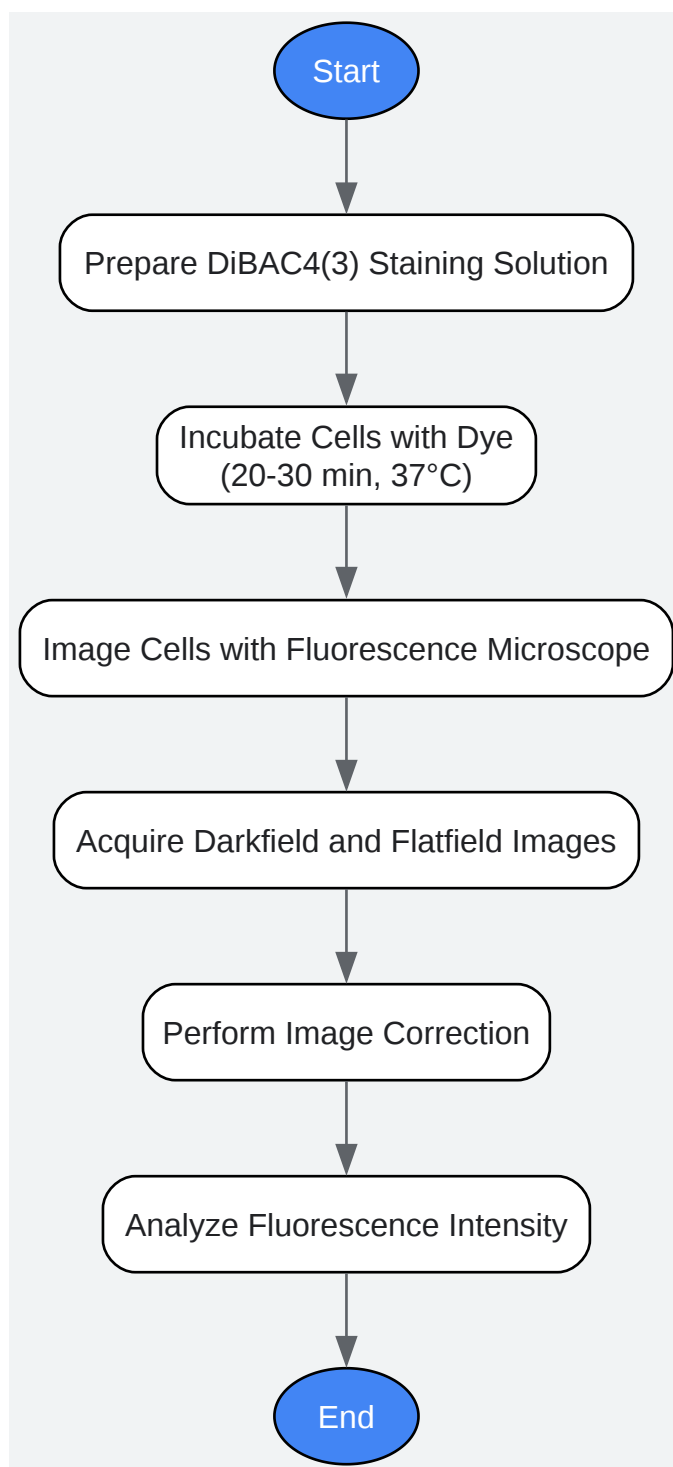 Start
Prepare DiBAC4(3) Staining Solution
Incubate Cells with Dye
(20-30 min, 37°C)
Image Cells with Fluorescence Microscope
Acquire Darkfield and Flatfield Images
Perform Image Correction
Analyze Fluorescence Intensity
End